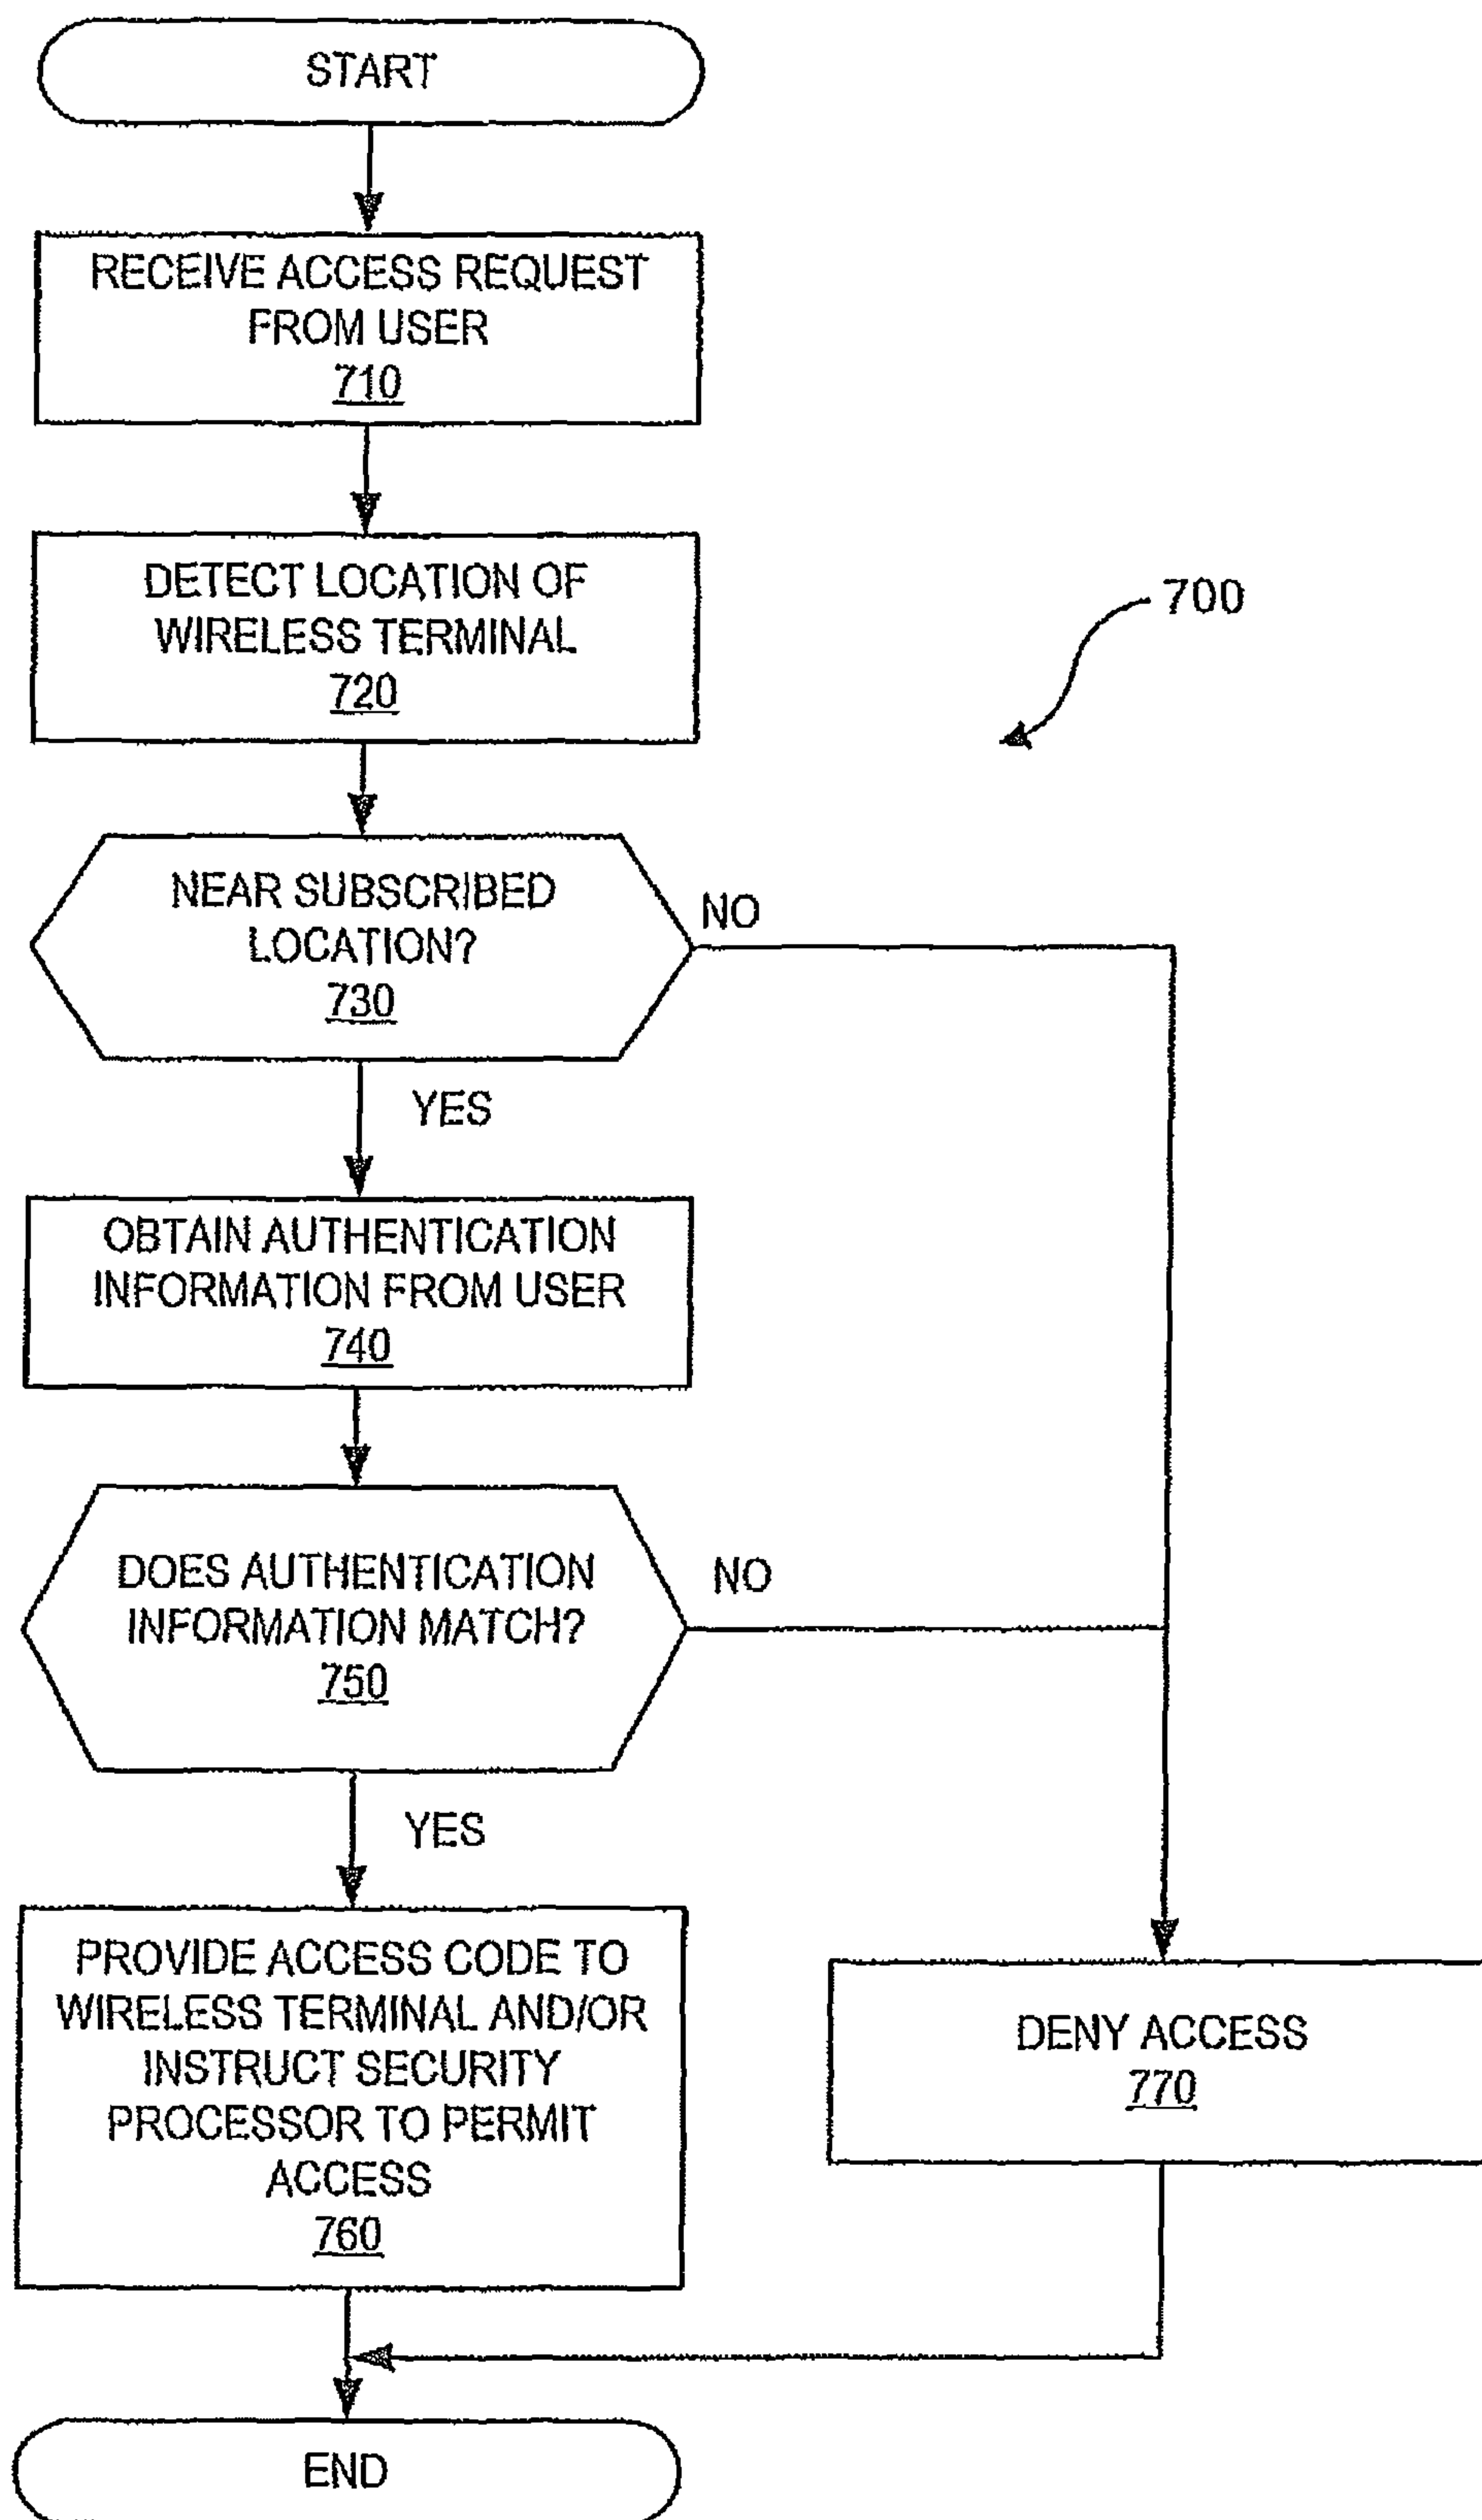 START
RECEIVE ACCESS REQUEST
FROM USER
710
DETECT LOCATION OF
WIRELESS TERMINAL
720
700
NEAR SUBSCRIBED
LOCATION?
730
NO
YES
OBTAIN AUTHENTICATION
INFORMATION FROM USER
740
DOES AUTHENTICATION
INFORMATION MATCH?
750
NO
YES
PROVIDE ACCESS CODE TO
WIRELESS TERMINAL AND/OR
INSTRUCT SECURITY
PROCESSOR TO PERMIT
ACCESS
760
DENY ACCESS
770
END